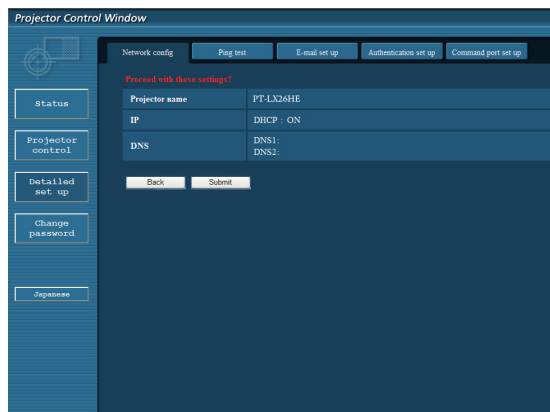 Projector Control Window
Network config
Ping test
E-mail set up
Authentication set up
Command port set up
Proceed with these settings?
Projector name
PT-LX26HE
IP
DHCP : ON
DNS
DNS1:
DNS2:
Back
Submit
Status
Projector
control
Detailed
set up
Change
password
Japanese